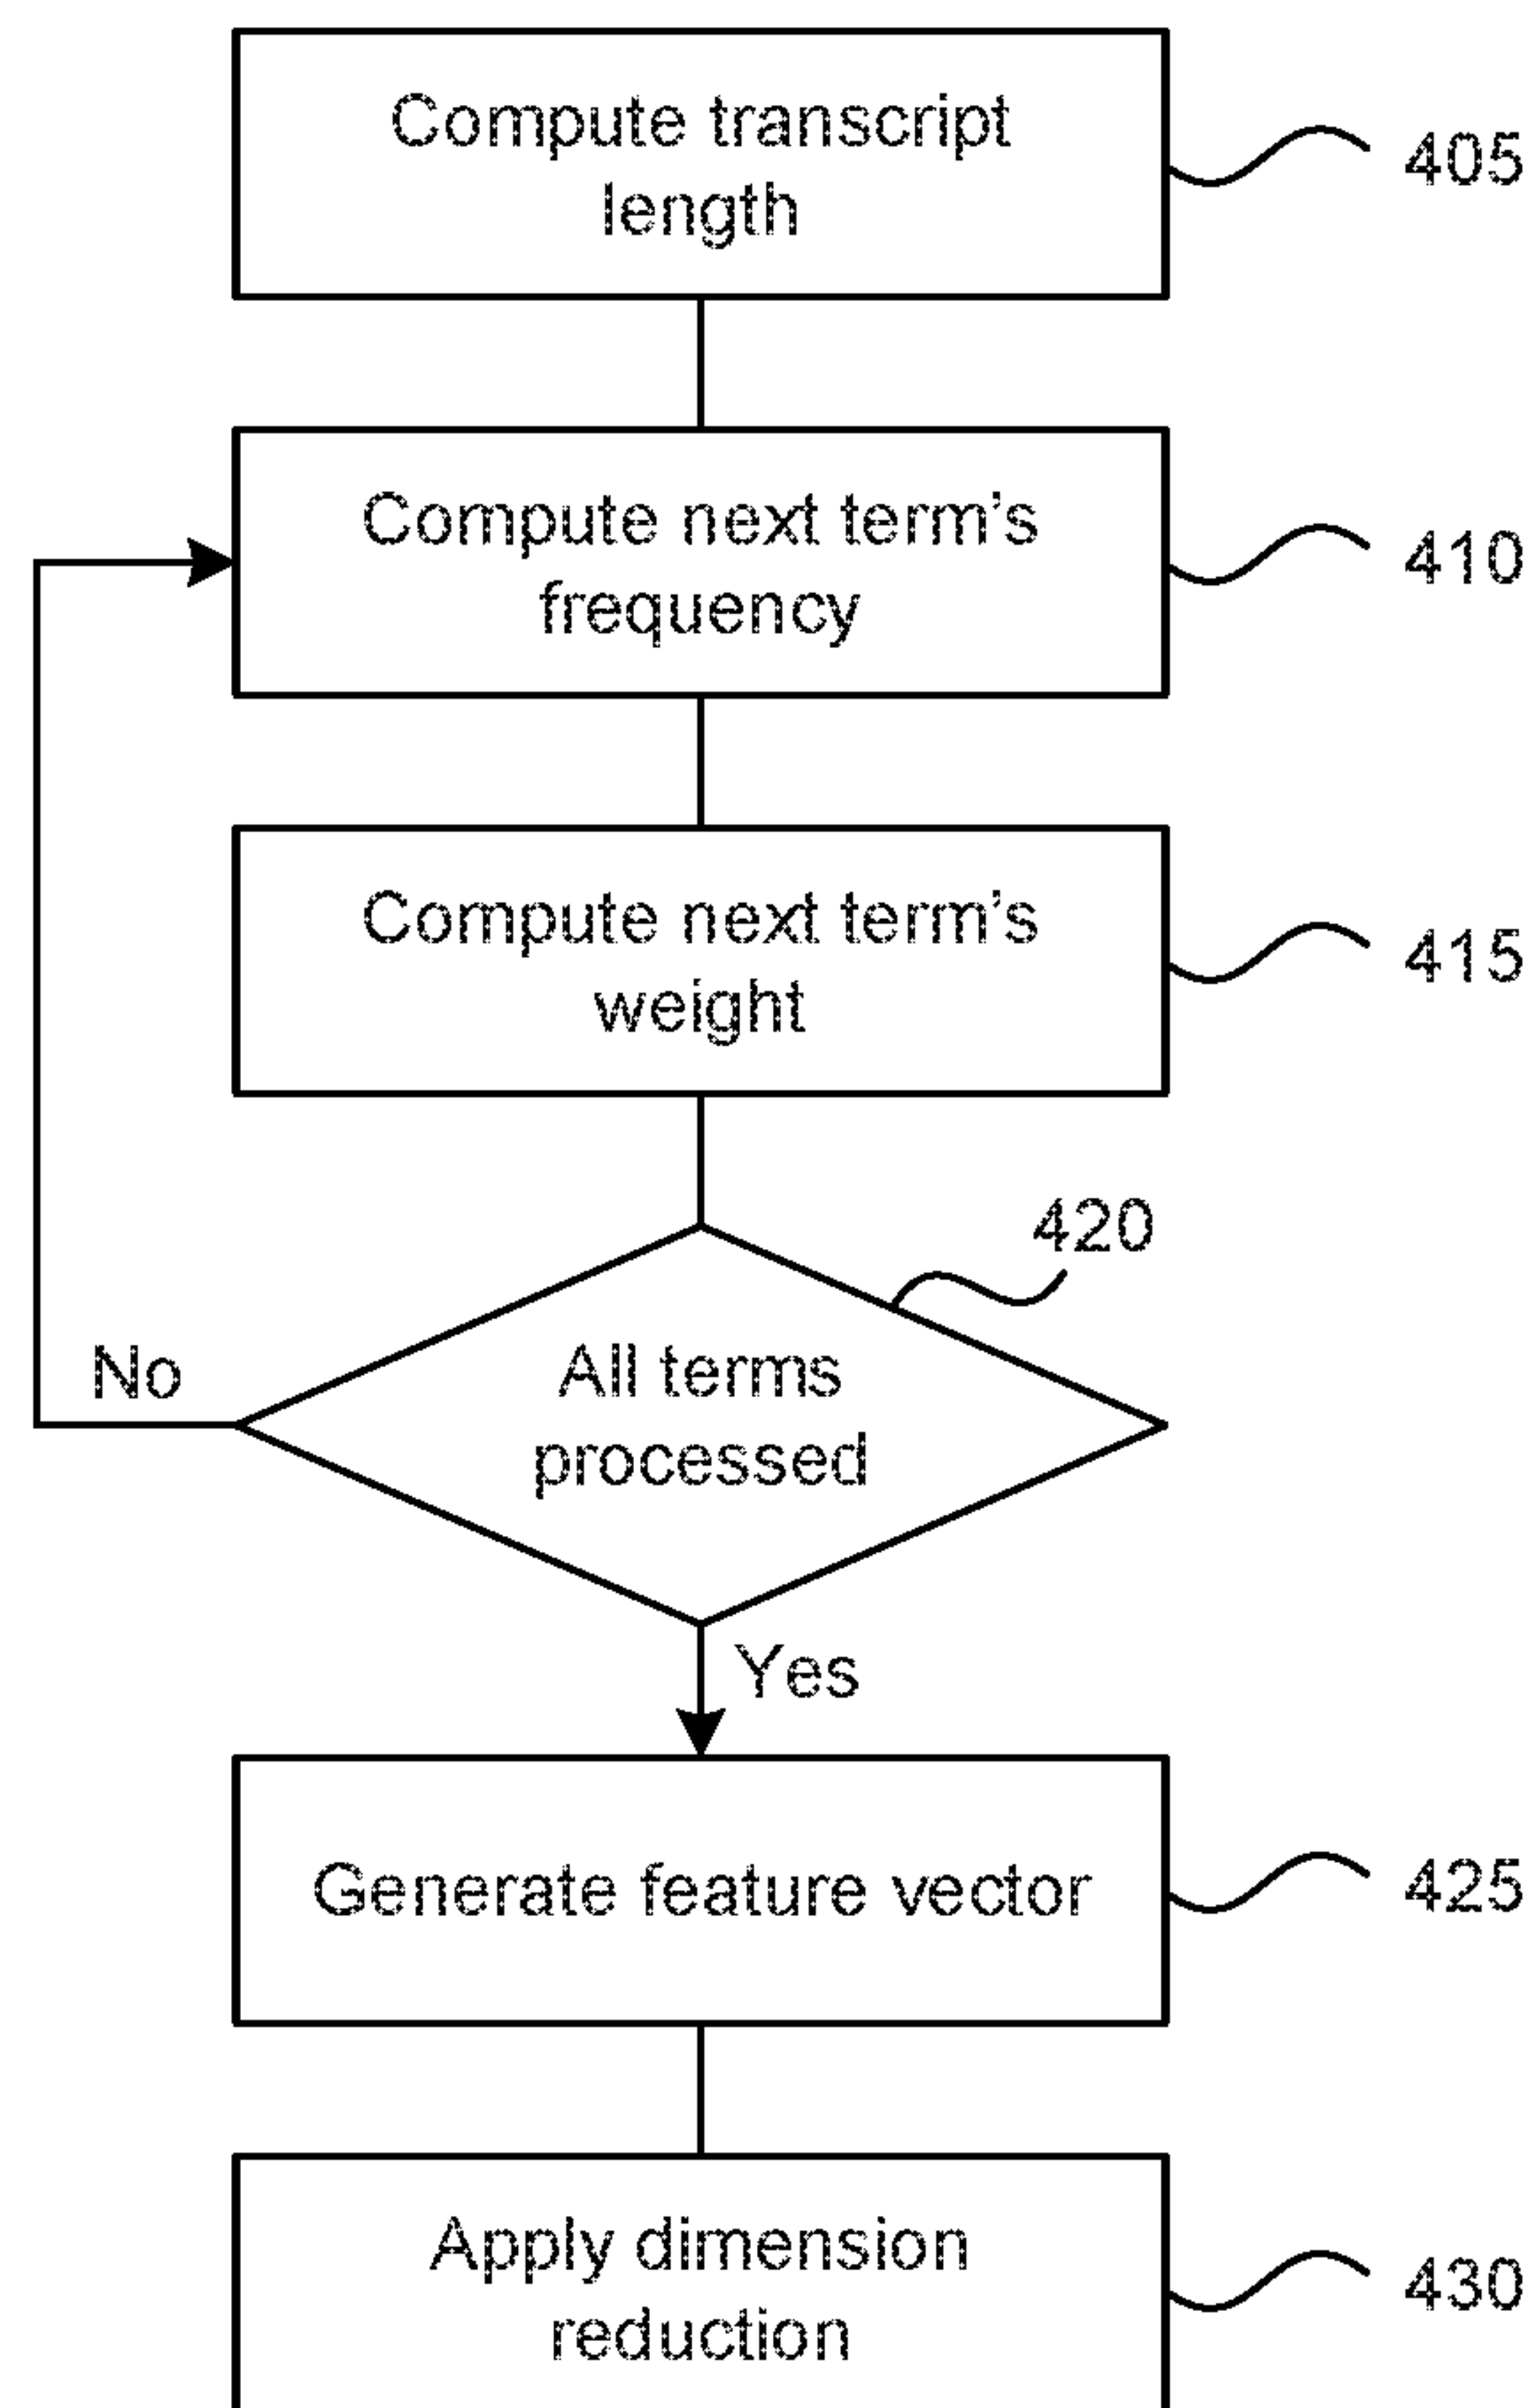 Compute transcript
length
405
Compute next term's
frequency
410
Compute next term's
weight
415
420
All terms
processed
No
Yes
Generate feature vector
425
Apply dimension
reduction
430